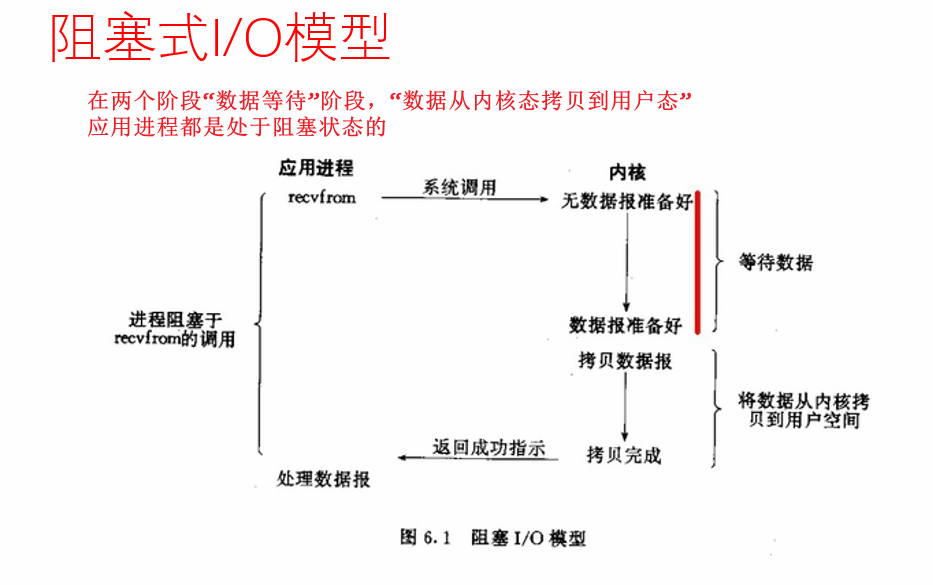 阻塞式I/O模型
在两个阶段“数据等待”阶段，“数据从内核态拷贝到用户态”
应用进程都是处于阻塞状态的
应用进程
内核
recvfrom
系统调用
无数据报准备好
等待数据
进程阻塞于
recvfrom的调用
数据报准备好
拷贝数据报
将数据从内核拷
贝到用户空间
返回成功指示
拷贝完成
处理数据报
图 6.1 阻塞 I/O 模型